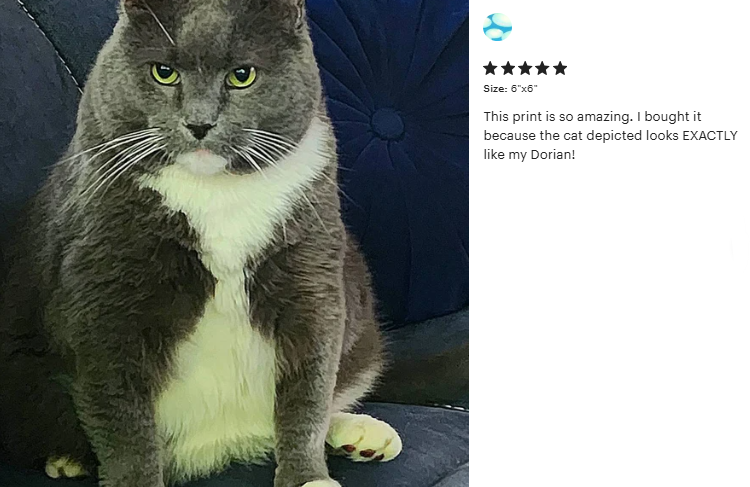 Size: 6"x6"
This print is so amazing. I bought it
because the cat depicted looks EXACTLY
like my Dorian!